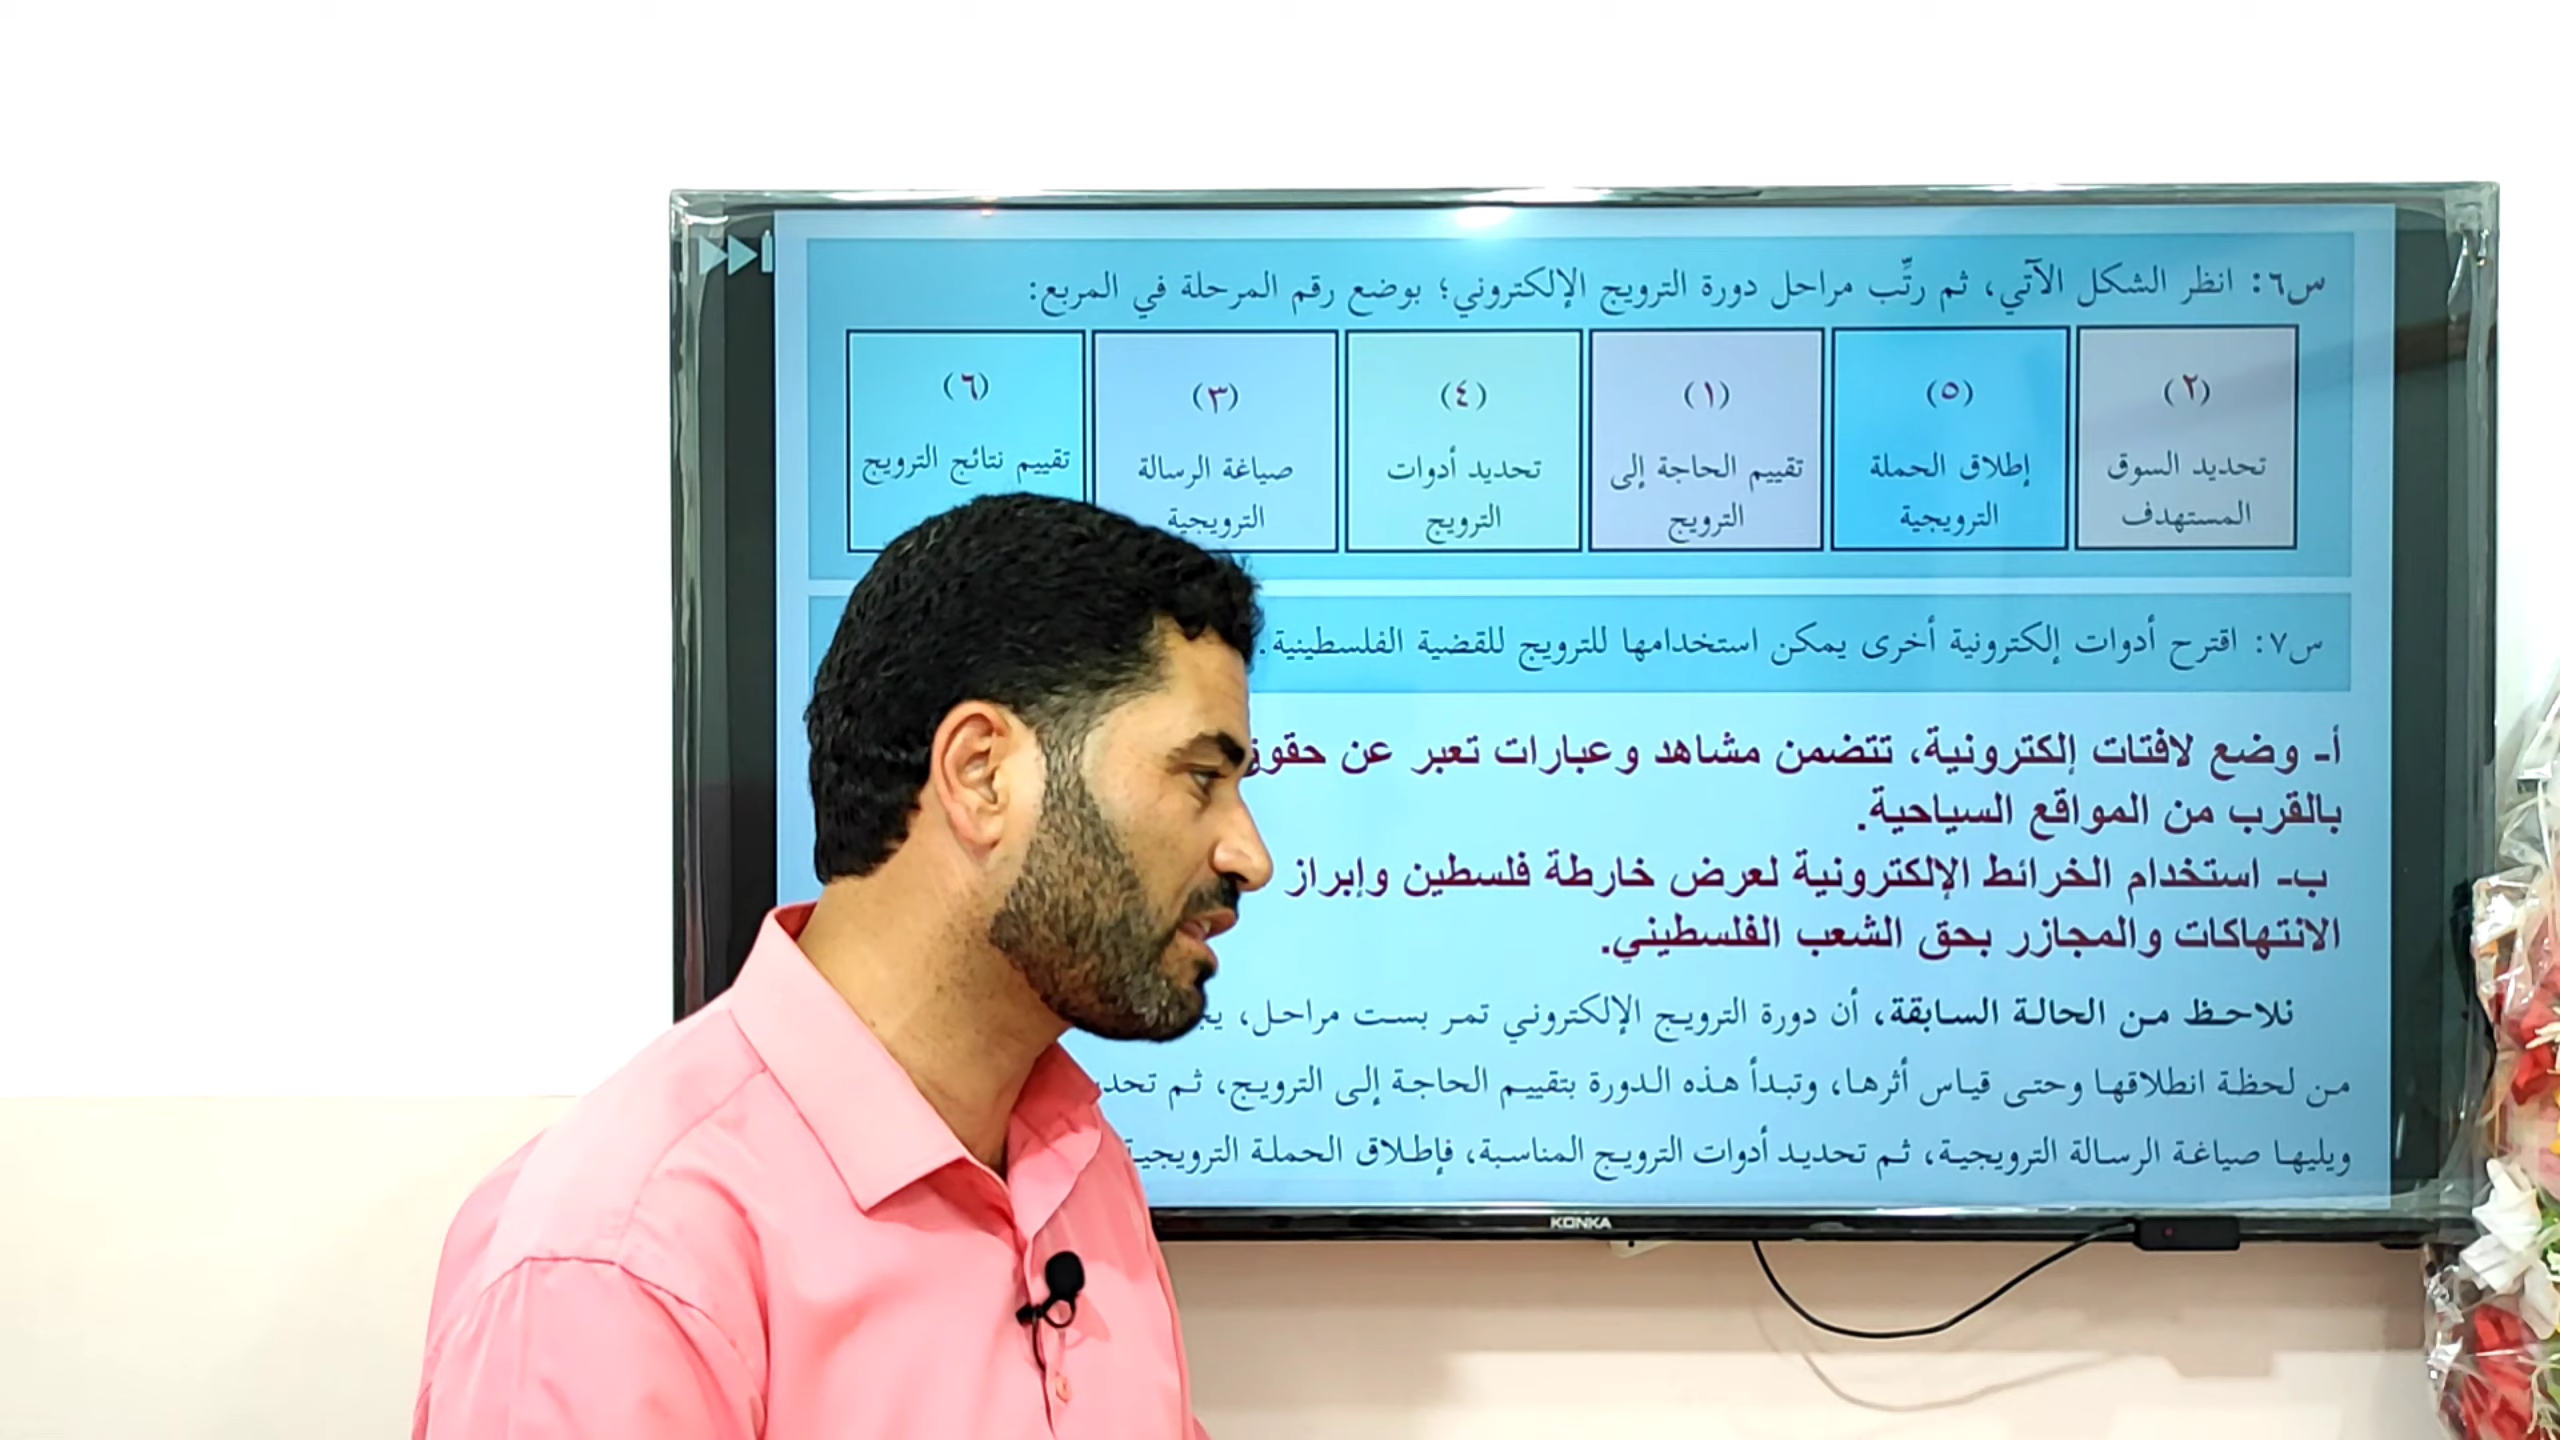 س٦: انظر الشكل الآتي، ثم رتِّب مراحل دورة الترويج الإلكتروني؛ بوضع رقم المرحلة في المربع:
(٢)
تحديد السوق
المستهدف
(٥)
إطلاق الحملة
الترويجية
(١)
تقييم الحاجة إلى
الترويج
(٤)
تحديد أدوات
الترويج
(٣)
صياغة الرسالة
الترويجية
(٦)
تقييم نتائج الترويج
س٧: اقترح أدوات إلكترونية أخرى يمكن استخدامها للترويج للقضية الفلسطينية.
أ- وضع لافتات إلكترونية، تتضمن مشاهد وعبارات تعبر عن
بالقرب من المواقع السياحية.
ب- استخدام الخرائط الإلكترونية لعرض خارطة فلسطين وإبراز
الانتهاكات والمجازر بحق الشعب الفلسطيني.
نلاحظ من الحالة السابقة، أن دورة الترويج الإلكتروني تمر بست مراحل،
من لحظة انطلاقها وحتى قياس أثرها، وتبدأ هذه الدورة بتقييم الحاجة إلى الترويج، ثم
ويليها صياغة الرسالة الترويجية، ثم تحديد أدوات الترويج المناسبة، فإطلاق الحملة الترويجية
KONKA